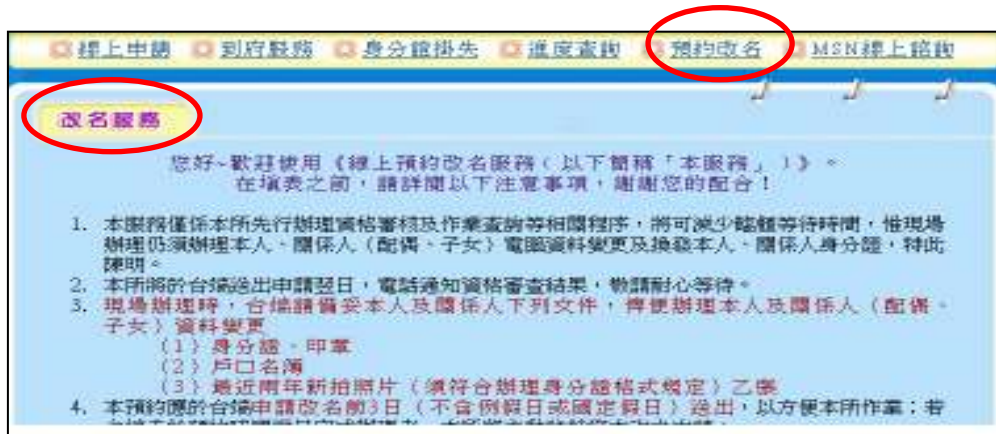 線上申請 到府服務 身分證掛失 進度查詢 預約改名 MSN線上諮詢
改名服務
您好~歡迎使用《線上預約改名服務（以下簡稱「本服務」）》。
在填表之前，請詳閱以下注意事項，謝謝您的配合！
1. 本服務僅係本所先行辦理資格審核及作業查詢等相關程序，將可減少臨櫃等待時間，惟現場
辦理仍須辦理本人、關係人（配偶、子女）電腦資料變更及換發本人、關係人身分證，特此
陳明。
2. 本所將於台端送出申請翌日，電話通知資格審查結果，敬請耐心等待。
3. 現場辦理時，台端請備妥本人及關係人下列文件，俾便辦理本人及關係人（配偶、
子女）資料變更
（1）身分證、印章
（2）戶口名簿
（3）最近兩年新拍照片（須符合辦理身分證格式規定）乙張
4. 本預約應於台端申請改名前3日（不含例假日或國定假日）送出，以方便本所作業；若